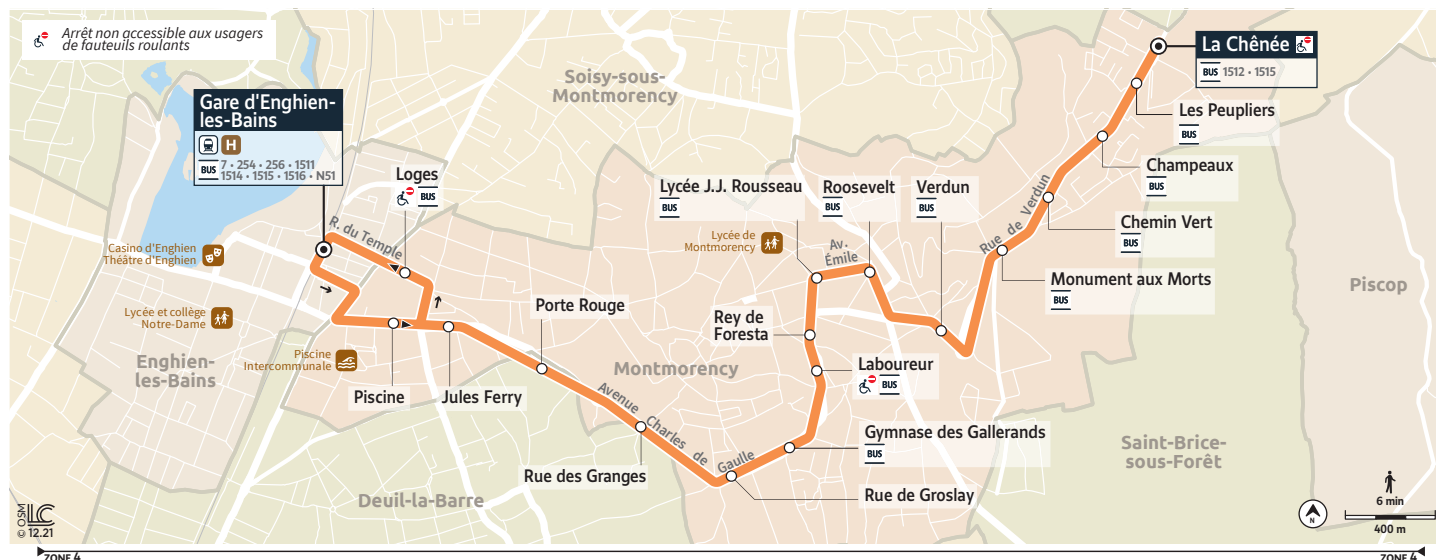 Arrêt non accessible aux usagers
de fauteuils roulants
Soisy-sous-
Montmorency
La Chênée
BUS 1512 • 1515
Gare d'Enghien-
les-Bains
H
BUS 7 • 254 • 256 • 1511
1514 • 1515 • 1516 • N51
Les Peupliers
BUS
Champeaux
BUS
Loges
BUS
Lycée J.J. Rousseau
BUS
Roosevelt
BUS
Verdun
BUS
Rue de Verdun
Chemin Vert
BUS
R. du Temple
Lycée de
Montmorency
Av.
Émile
Casino d'Enghien
Théâtre d'Enghien
Monument aux Morts
BUS
Piscop
Porte Rouge
Lycée et collège
Notre-Dame
Rey de
Foresta
Piscine
Intercommunale
Enghien-
les-Bains
Montmorency
Laboureur
BUS
Piscine
Jules Ferry
Avenue Charles de Gaulle
Gymnase des Gallerands
BUS
Saint-Brice-
sous-Forêt
Rue des Granges
Rue de Groslay
Deuil-la-Barre
6 min
400 m
N
© OSM
LC
12.21
ZONE 4
ZONE 4